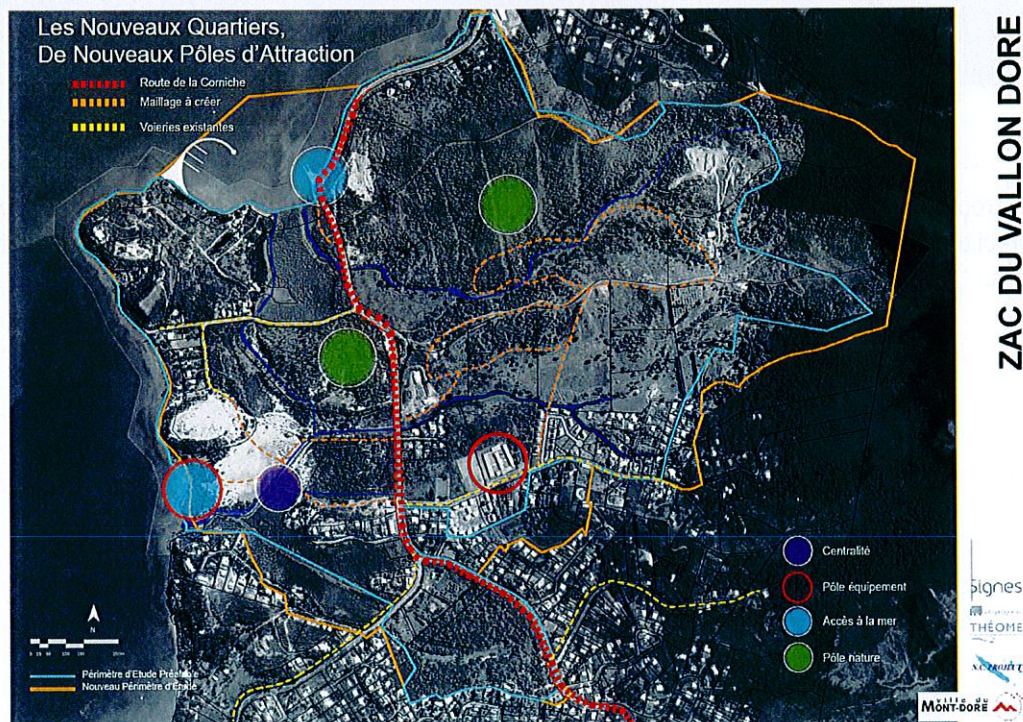 Les Nouveaux Quartiers,
De Nouveaux Pôles d'Attraction
Route de la Corniche
Maillage à créer
Voieries existantes
ZAC DU VALLON DORE
Centralité
Pôle équipement
Accès à la mer
Pôle nature
N
Périmètre d'Etude
Nouveau Périmètre d'Etude
Signes
THÉOME
ville du
MONT-DORE